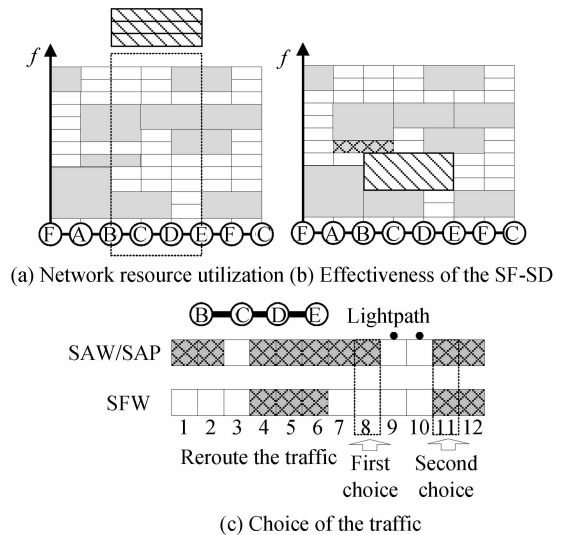 f
f
F A B C D E F C
F A B C D E F C
(a) Network resource utilization (b) Effectiveness of the SF-SD
B C D E
Lightpath
SAW/SAP
SFW
1 2 3 4 5 6 7 8 9 10 11 12
Reroute the traffic
First choice
Second choice
(c) Choice of the traffic